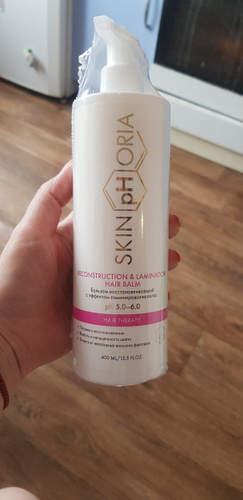 SKIN pH ORIA
RECONSTRUCTION & LAMINATION
HAIR BALM
Бальзам восстанавливающий
с эффектом ламинирования волос
pH 5.0–6.0
HAIR THERAPY
400 ML/13.5 FL.OZ.